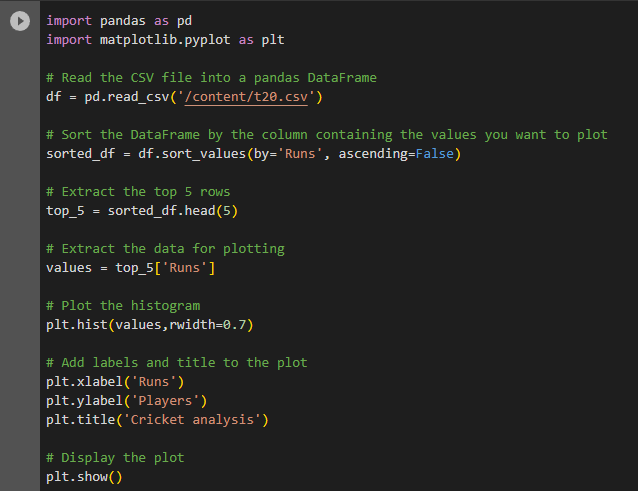 import pandas as pd
import matplotlib.pyplot as plt
# Read the CSV file into a pandas DataFrame
df = pd.read_csv('/content/t20.csv')
# Sort the DataFrame by the column containing the values you want to plot
sorted_df = df.sort_values(by='Runs', ascending=False)
# Extract the top 5 rows
top_5 = sorted_df.head(5)
# Extract the data for plotting
values = top_5['Runs']
# Plot the histogram
plt.hist(values,rwidth=0.7)
# Add labels and title to the plot
plt.xlabel('Runs')
plt.ylabel('Players')
plt.title('Cricket analysis')
# Display the plot
plt.show()